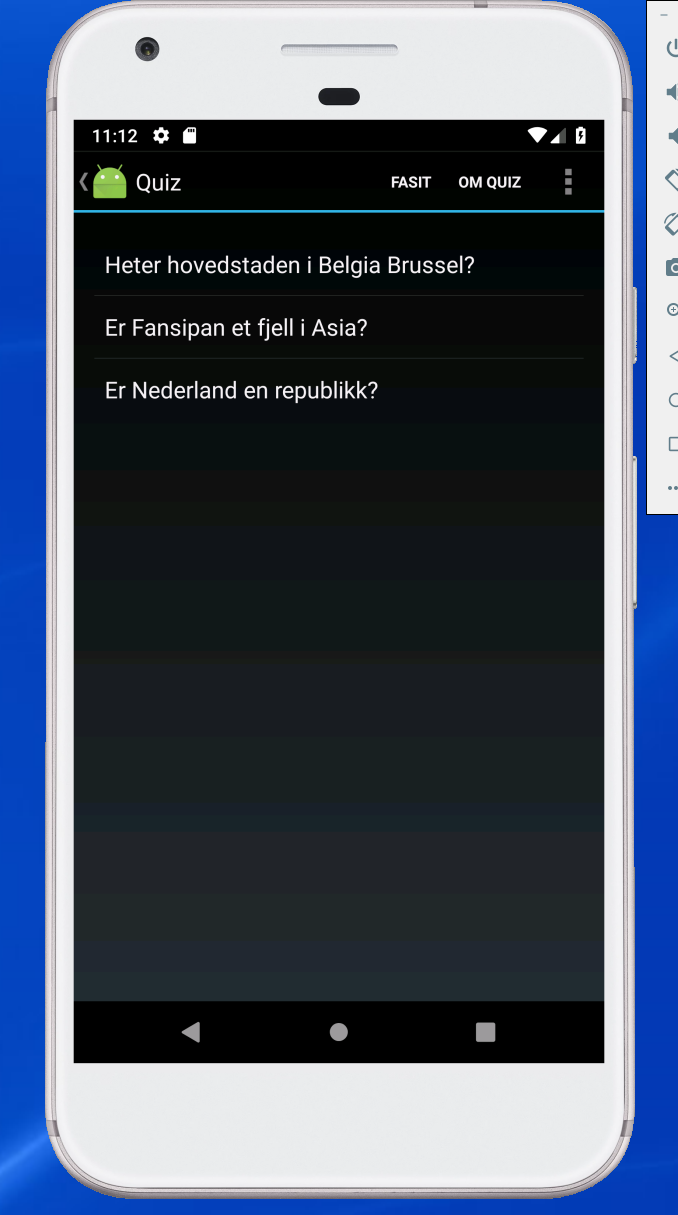 11:12
Quiz FASIT OM QUIZ
Heter hovedstaden i Belgia Brussel?
Er Fansipan et fjell i Asia?
Er Nederland en republikk?